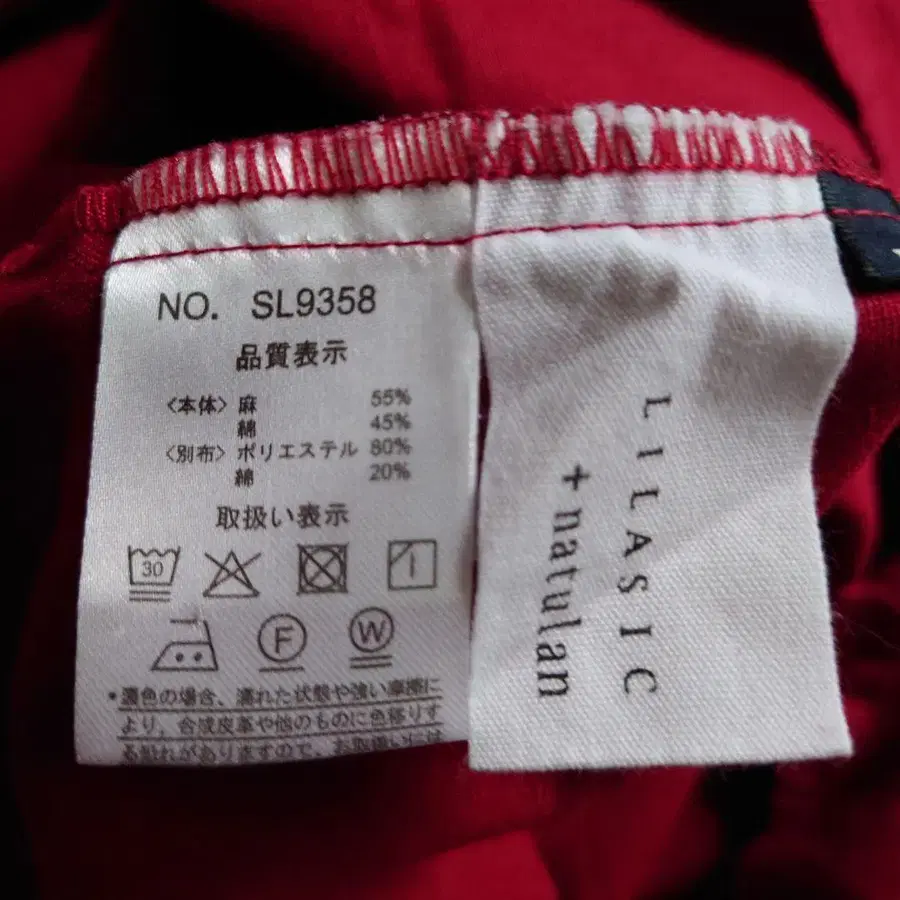 NO. SL9358
品質表示
〈本体〉麻 55%
綿 45%
〈別布〉ポリエステル 80%
綿 20%
取扱い表示
30
F W
•濃色の場合、濡れた状態や強い摩擦に
より、合成皮革や他のものに色移りす
る恐れがありますので、お取扱いには
LILASIC
+natulan